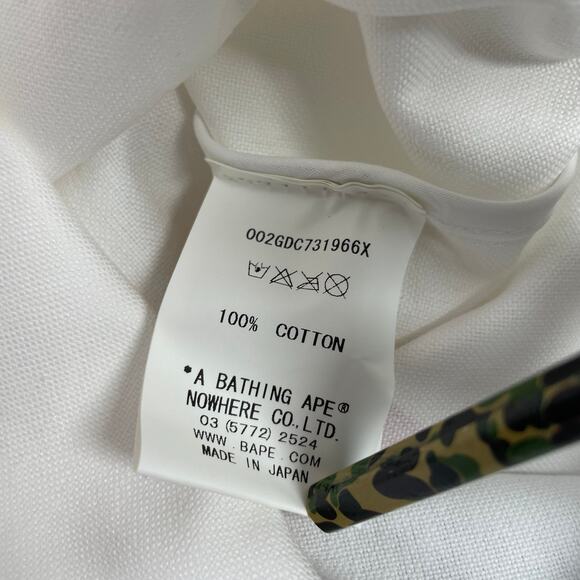 002GDC731966X
100% COTTON
*A BATHING APE®
NOWHERE CO.,LTD.
03 (5772) 2524
WWW.BAPE.COM
MADE IN JAPAN